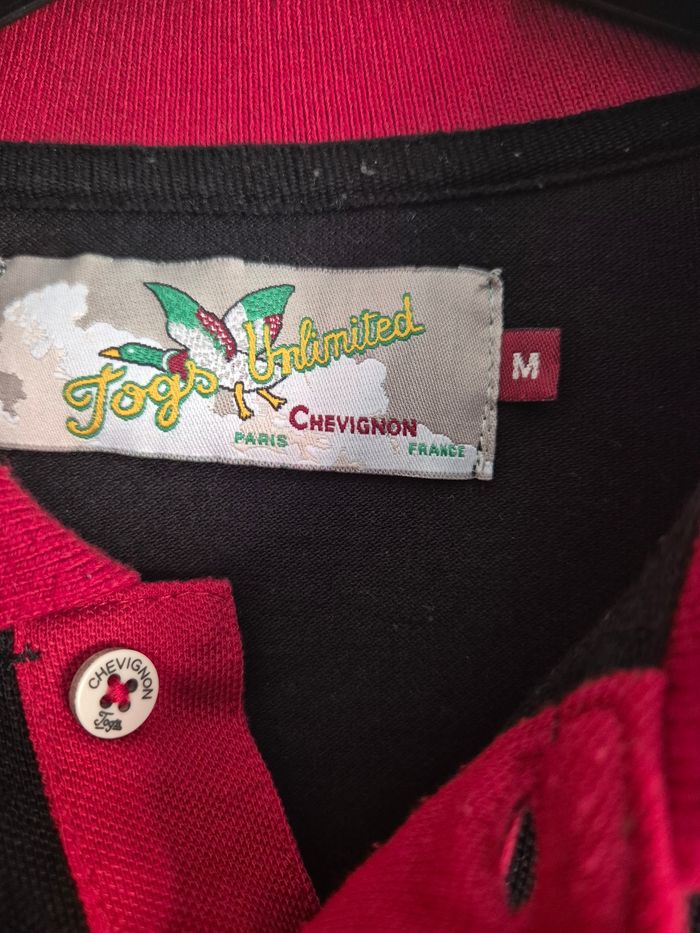 Togs Unlimited
CHEVIGNON
PARIS
FRANCE
M
CHEVIGNON
Togs